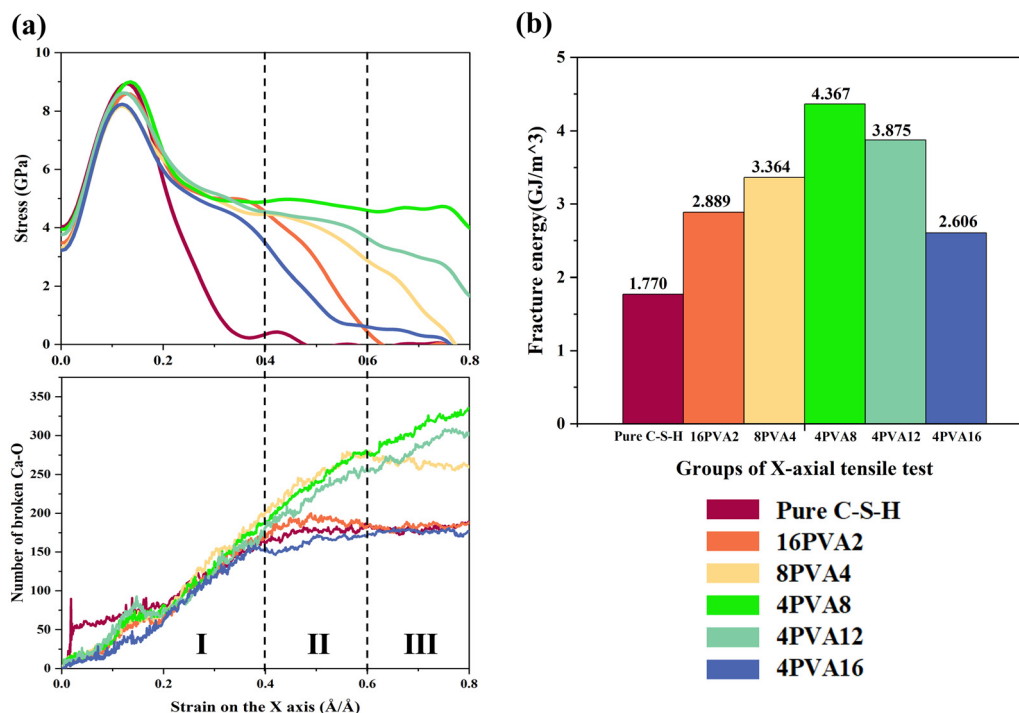 (a)
10
8
6
4
2
0
Stress (GPa)
0.0 0.2 0.4 0.6 0.8
350
300
250
200
150
100
50
0
Number of broken Ca-O
I II III
0.0 0.2 0.4 0.6 0.8
Strain on the X axis (Å/Å)
(b)
5
4
3
2
1
0
Fracture energy(GJ/m^3)
1.770
2.889
3.364
4.367
3.875
2.606
Pure C-S-H 16PVA2 8PVA4 4PVA8 4PVA12 4PVA16
Groups of X-axial tensile test
Pure C-S-H
16PVA2
8PVA4
4PVA8
4PVA12
4PVA16